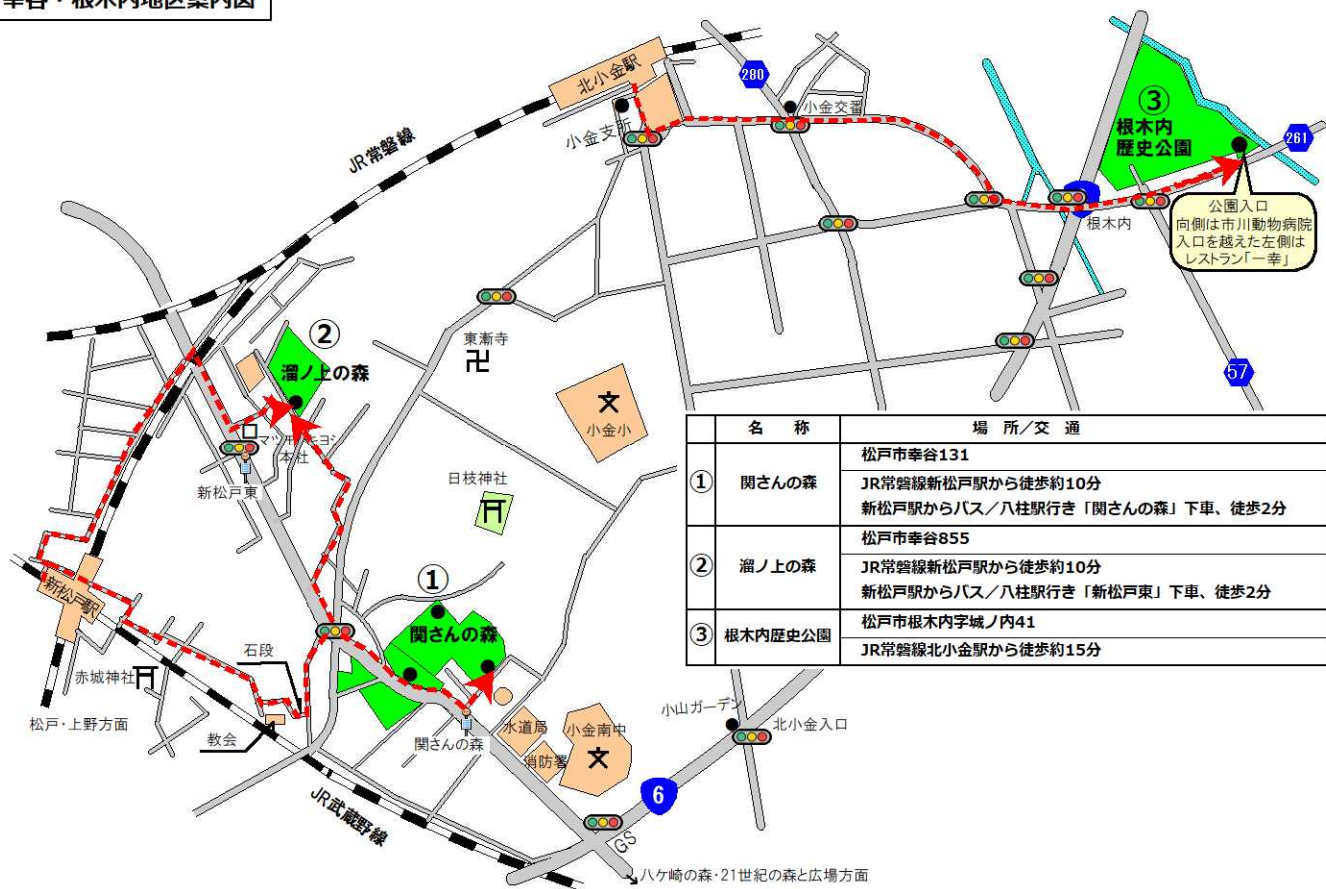 幸谷・根木内地区案内図
北小金駅
280
小金交番
小金支所
JR常磐線
③
根木内
歴史公園
261
根木内
公園入口
向側は市川動物病院
入口を越えた左側は
レストラン「一幸」
②
溜ノ上の森
東漸寺
卍
小金小
文
57
マツモトキヨシ
本社
新松戸東
日枝神社
①
関さんの森
新松戸駅
石段
赤城神社
松戸・上野方面
教会
関さんの森
水道局
消防署
小金南中
文
小山ガーデン
北小金入口
6
GS
JR武蔵野線
八ケ崎の森・21世紀の森と広場方面
名 称 場 所／交 通
① 関さんの森 松戸市幸谷131
JR常磐線新松戸駅から徒歩約10分
新松戸駅からバス／八柱駅行き「関さんの森」下車、徒歩2分
② 溜ノ上の森 松戸市幸谷855
JR常磐線新松戸駅から徒歩約10分
新松戸駅からバス／八柱駅行き「新松戸東」下車、徒歩2分
③ 根木内歴史公園 松戸市根木内字城ノ内41
JR常磐線北小金駅から徒歩約15分